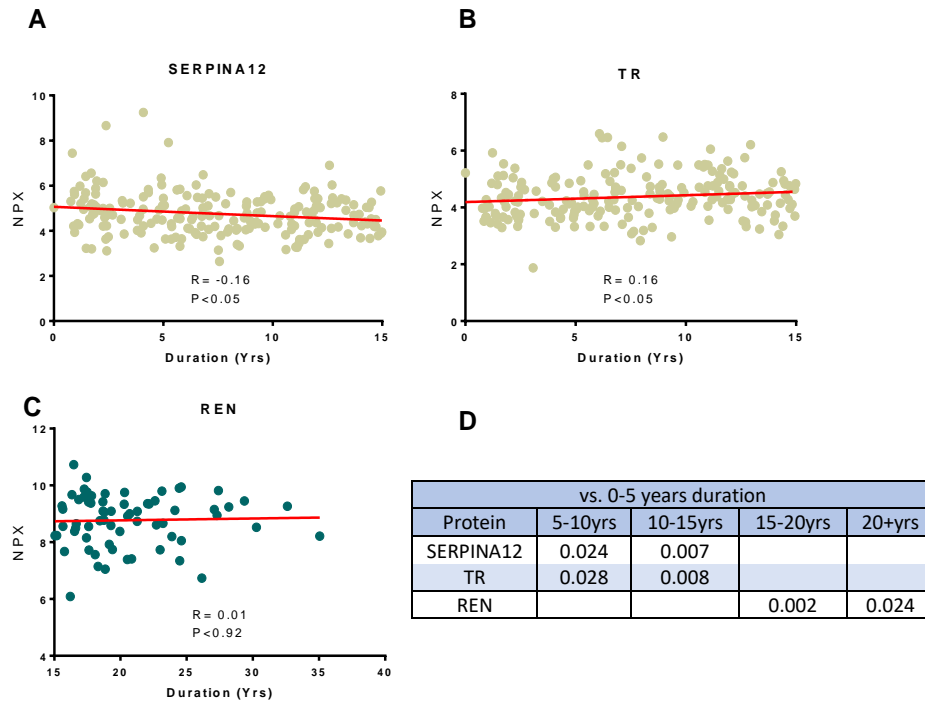 A
SERPINA12
10
8
6
4
2
0
NPX
0
5
10
15
Duration (Yrs)
R= -0.16
P<0.05
B
TR
8
6
4
2
0
NPX
0
5
10
15
Duration (Yrs)
R= 0.16
P<0.05
C
REN
12
10
8
6
4
NPX
15
20
25
30
35
40
Duration (Yrs)
R= 0.01
P<0.92
D
vs. 0-5 years duration
Protein 5-10yrs 10-15yrs 15-20yrs 20+yrs
SERPINA12 0.024 0.007
TR 0.028 0.008
REN 0.002 0.024